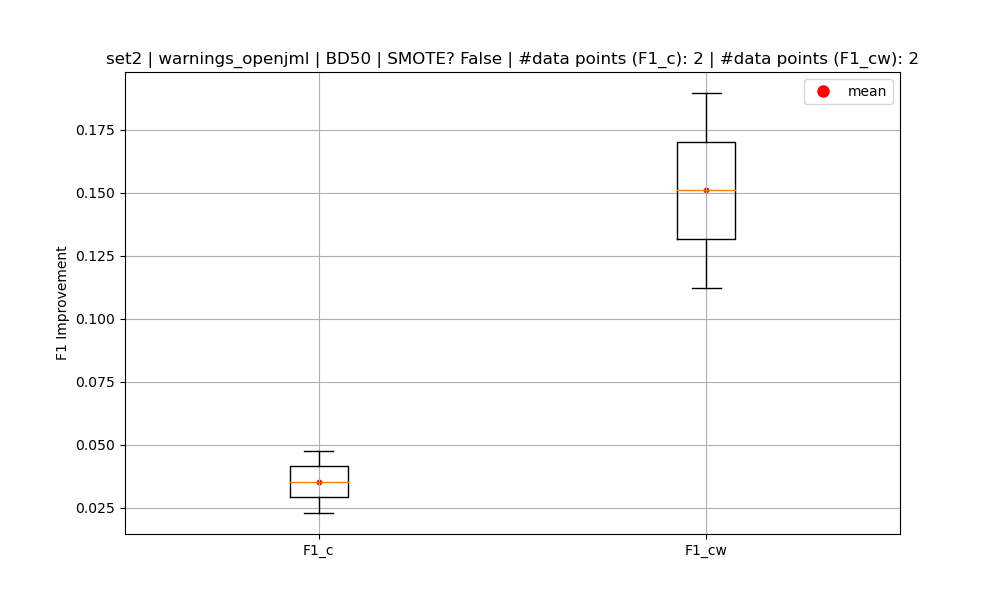 set2 | warnings_openjml | BD50 | SMOTE? False | #data points (F1_c): 2 | #data points (F1_cw): 2
mean
0.175
0.150
0.125
0.100
0.075
0.050
0.025
F1 Improvement
F1_c
F1_cw